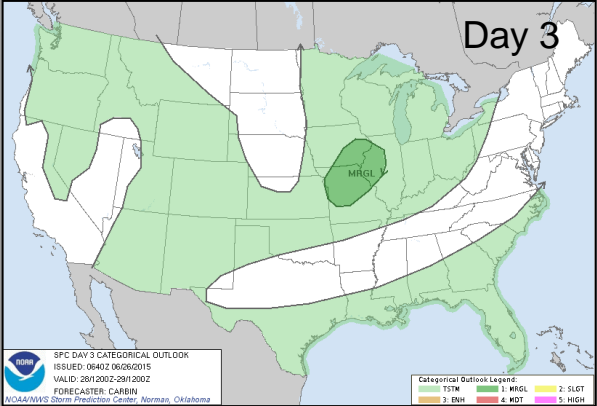 Day 3
MRGL
SPC DAY 3 CATEGORICAL OUTLOOK
ISSUED: 0640Z 06/26/2015
VALID: 28/1200Z-29/1200Z
FORECASTER: CARBIN
NOAA
NOAA/NWS Storm Prediction Center, Norman, Oklahoma
Categorical Outlook Legend:
TSTM 1: MRGL 2: SLGT
3: ENH 4: MDT 5: HIGH